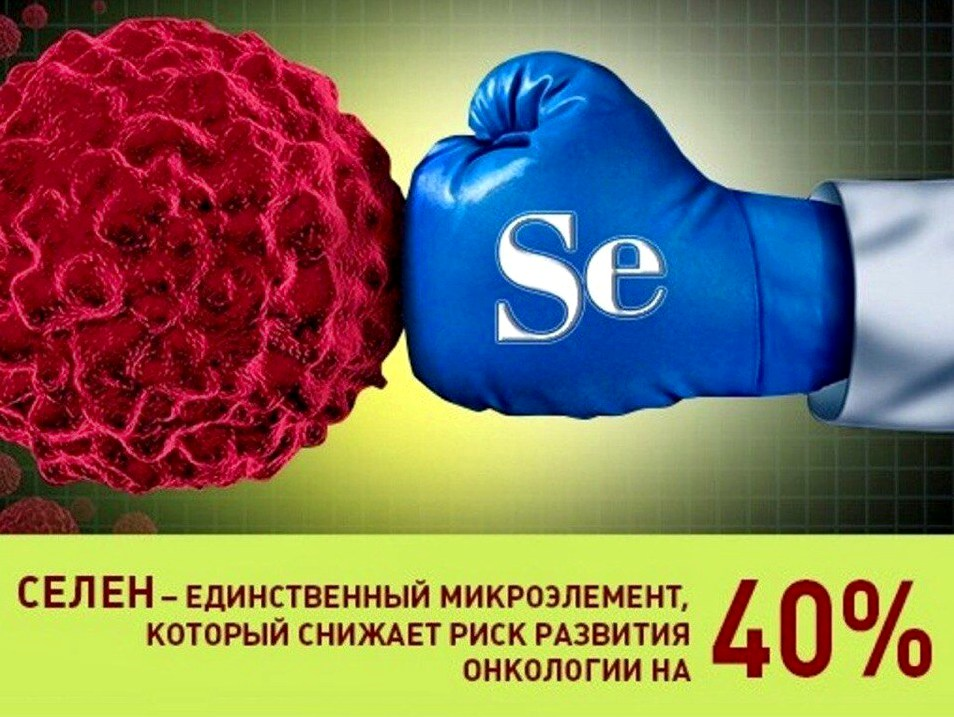 Se
СЕЛЕН – ЕДИНСТВЕННЫЙ МИКРОЭЛЕМЕНТ,
КОТОРЫЙ СНИЖАЕТ РИСК РАЗВИТИЯ
ОНКОЛОГИИ НА
40%